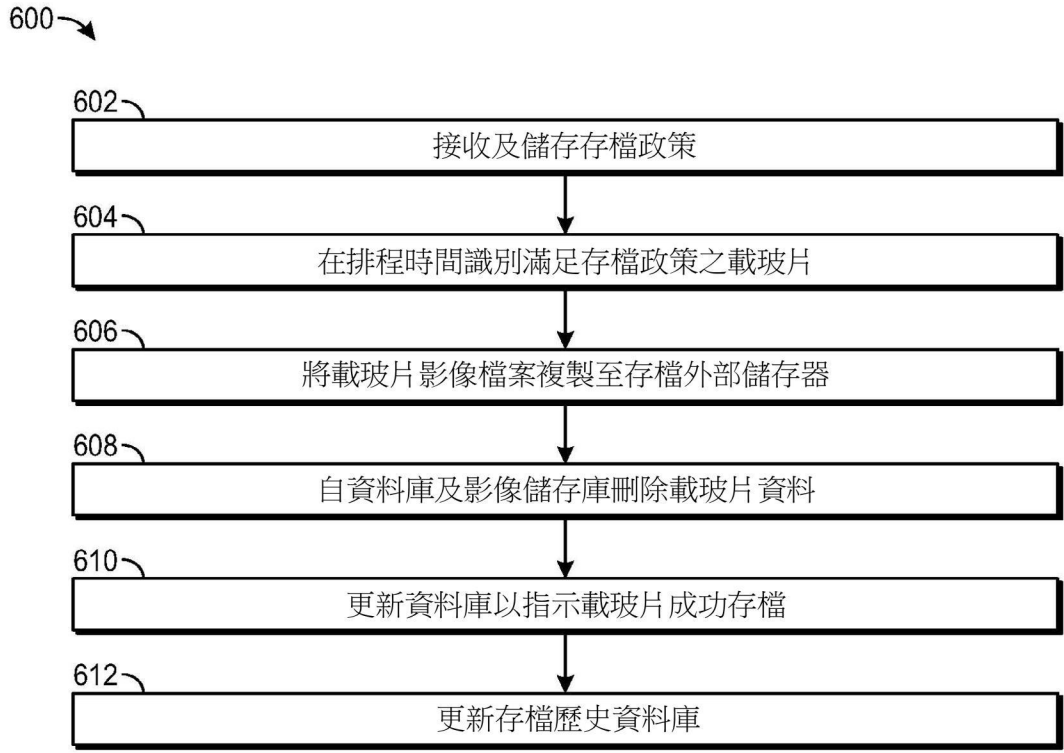 600
602
接收及儲存存檔政策
604
在排程時間識別滿足存檔政策之載玻片
606
將載玻片影像檔案複製至存檔外部儲存器
608
自資料庫及影像儲存庫刪除載玻片資料
610
更新資料庫以指示載玻片成功存檔
612
更新存檔歷史資料庫